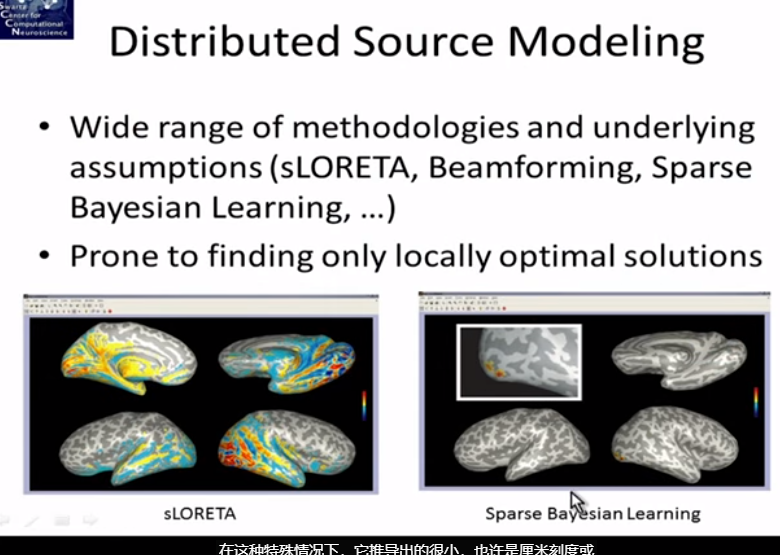 Swartz
Center for
Computational
Neuroscience
Distributed Source Modeling
• Wide range of methodologies and underlying
assumptions (sLORETA, Beamforming, Sparse
Bayesian Learning, ...)
• Prone to finding only locally optimal solutions
sLORETA
Sparse Bayesian Learning
在这种特殊情况下，它推导出的很小，也许是厘米刻度或